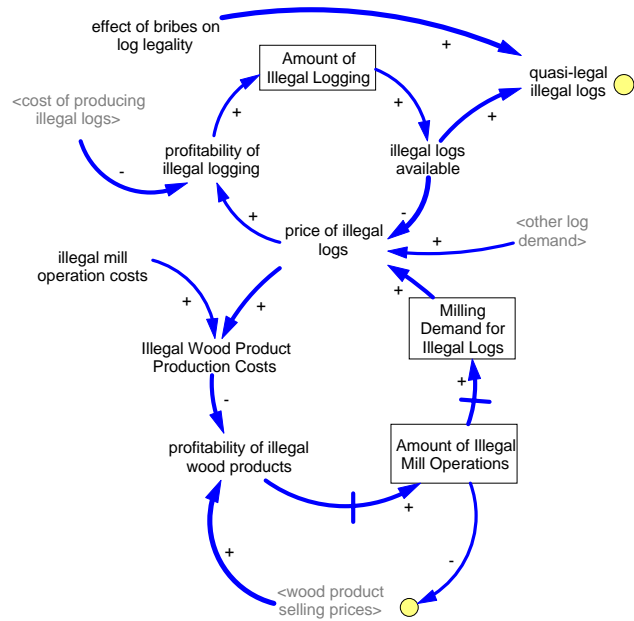 effect of bribes on
log legality
+
Amount of
Illegal Logging
quasi-legal
illegal logs
<cost of producing
illegal logs>
+
+
+
-
profitability of
illegal logging
illegal logs
available
+
-
price of illegal
logs
<other log
demand>
+
illegal mill
operation costs
+
+
+
Milling
Demand for
Illegal Logs
Illegal Wood Product
Production Costs
+
-
profitability of illegal
wood products
Amount of Illegal
Mill Operations
+
+
-
<wood product
selling prices>